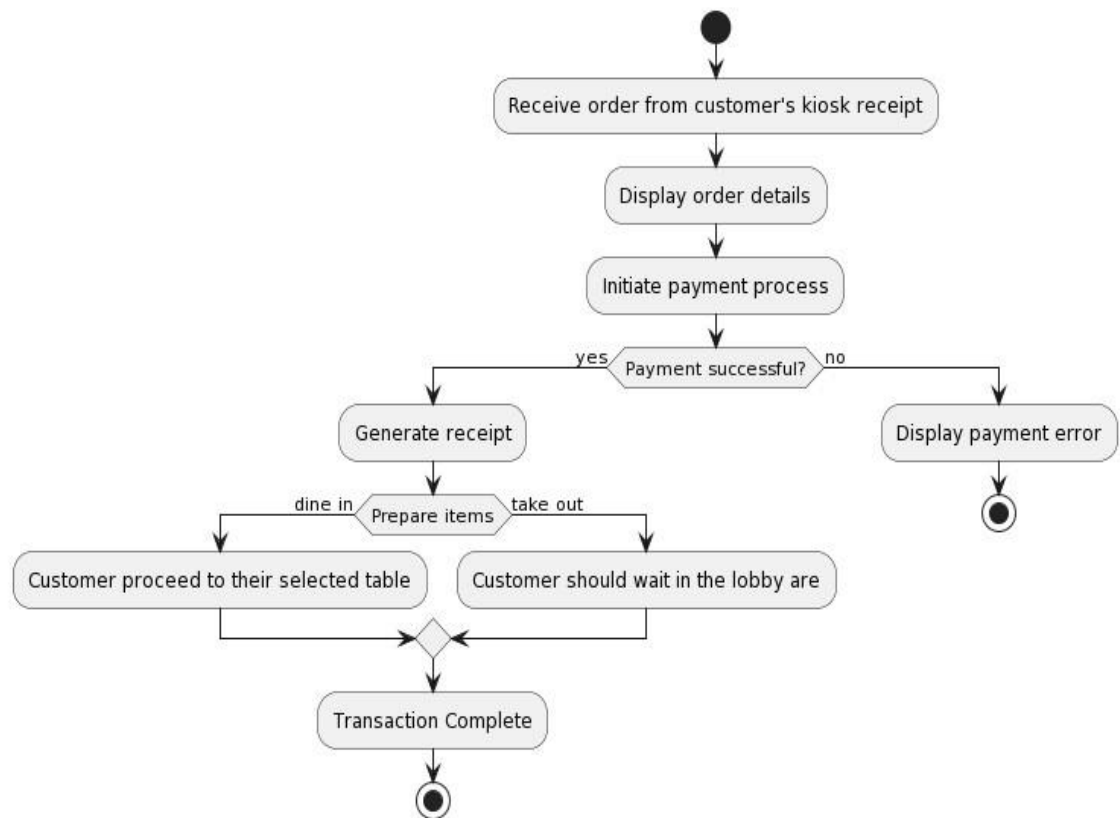 Receive order from customer's kiosk receipt
Display order details
Initiate payment process
yes
Payment successful?
no
Generate receipt
Display payment error
dine in
Prepare items
take out
Customer proceed to their selected table
Customer should wait in the lobby are
Transaction Complete